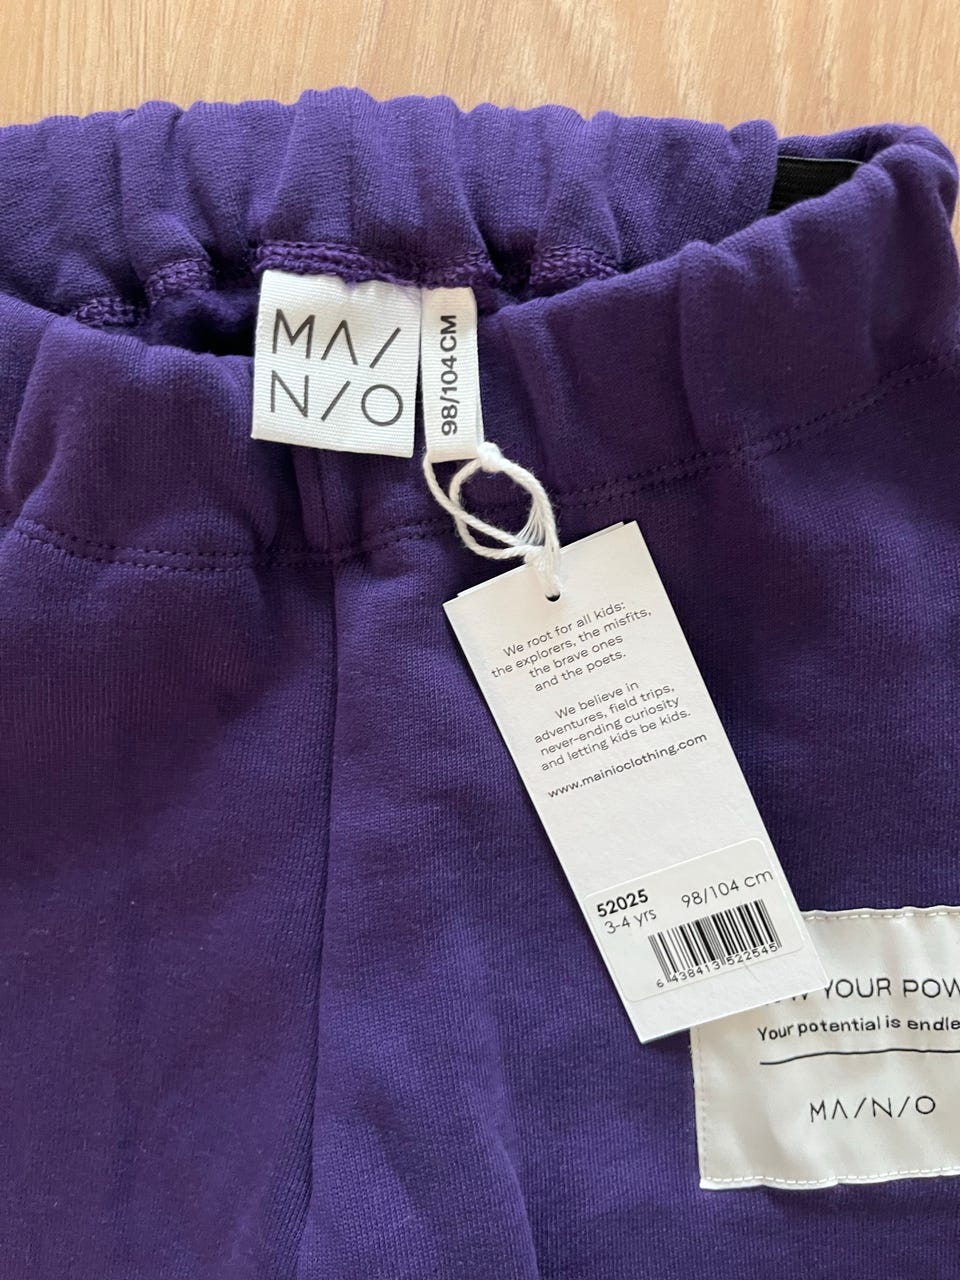 MA/
N/O
98/104 CM
We root for all kids:
the explorers, the misfits,
the brave ones
and the poets.
We believe in
adventures, field trips,
never-ending curiosity
and letting kids be kids.
www.mainioclothing.com
52025 98/104 cm
3-4 yrs
6 438413 522545
YOUR
Your potential is
MA/N/O